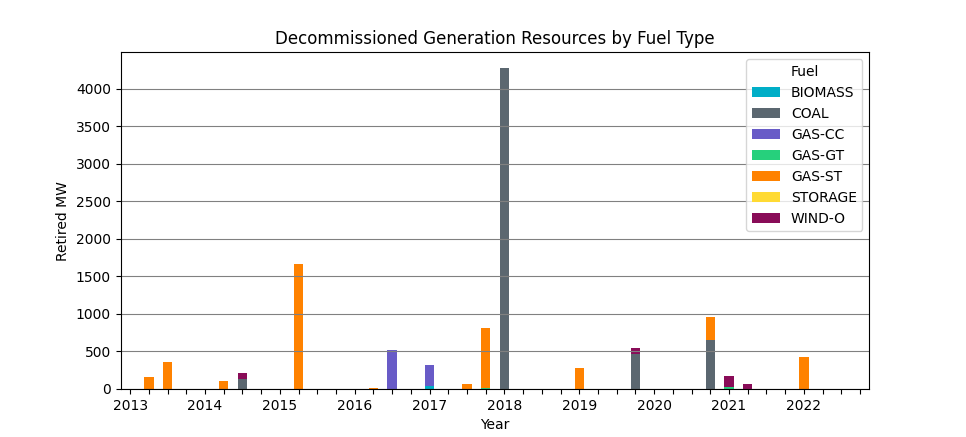 Decommissioned Generation Resources by Fuel Type
Fuel
BIOMASS
COAL
GAS-CC
GAS-GT
GAS-ST
STORAGE
WIND-O
Retired MW
4000
3500
3000
2500
2000
1500
1000
500
0
2013 2014 2015 2016 2017 2018 2019 2020 2021 2022
Year